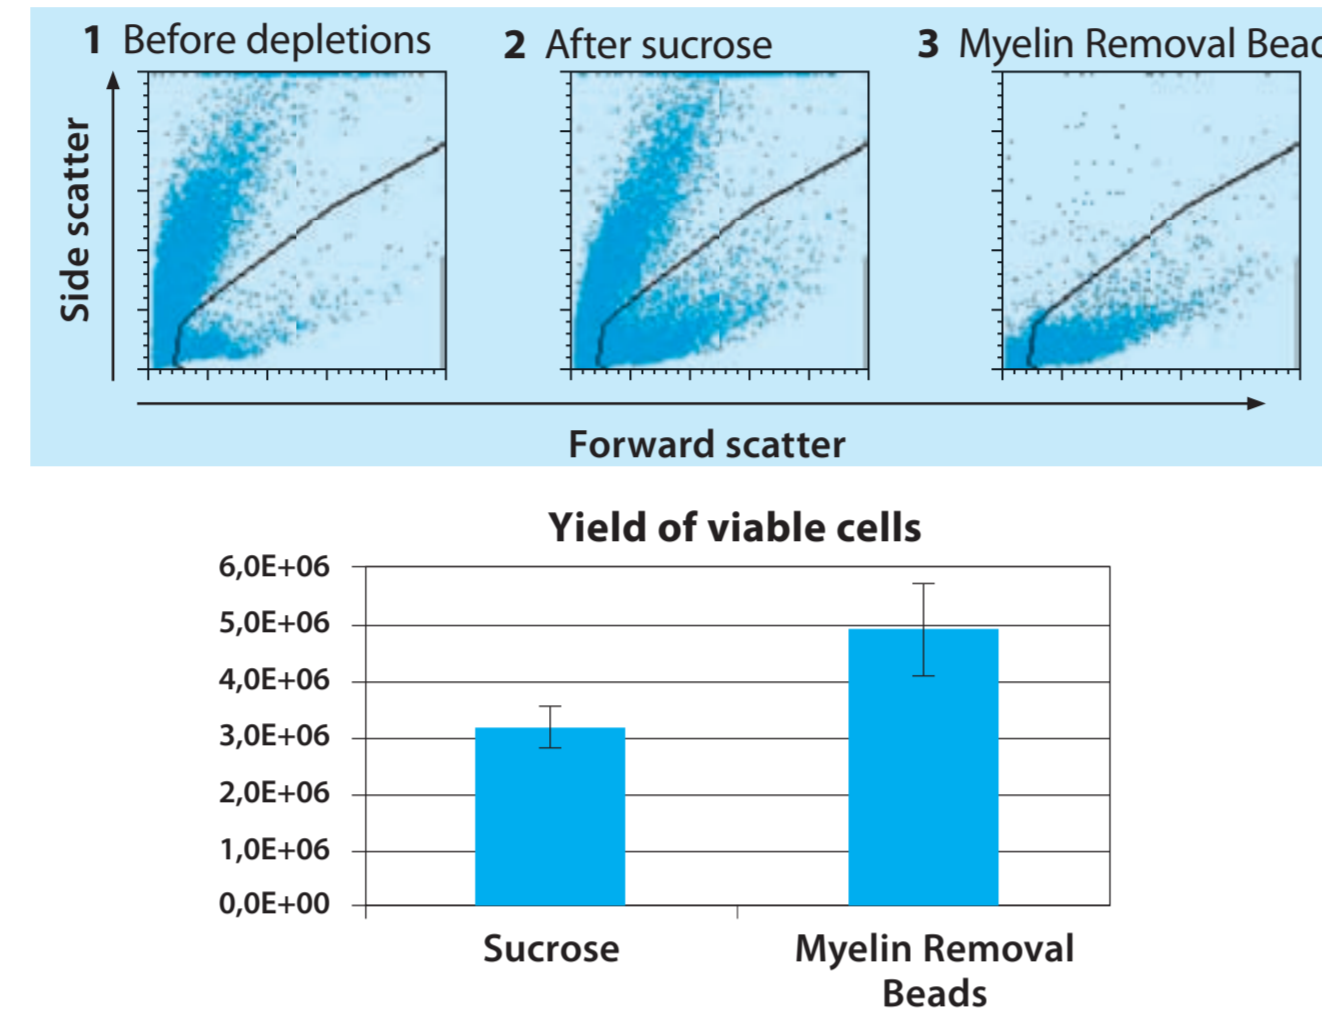 1 Before depletions
2 After sucrose
3 Myelin Removal
Side scatter
Forward scatter
Yield of viable cells
6,0E+06
5,0E+06
4,0E+06
3,0E+06
2,0E+06
1,0E+06
0,0E+00
Sucrose
Myelin Removal
Beads